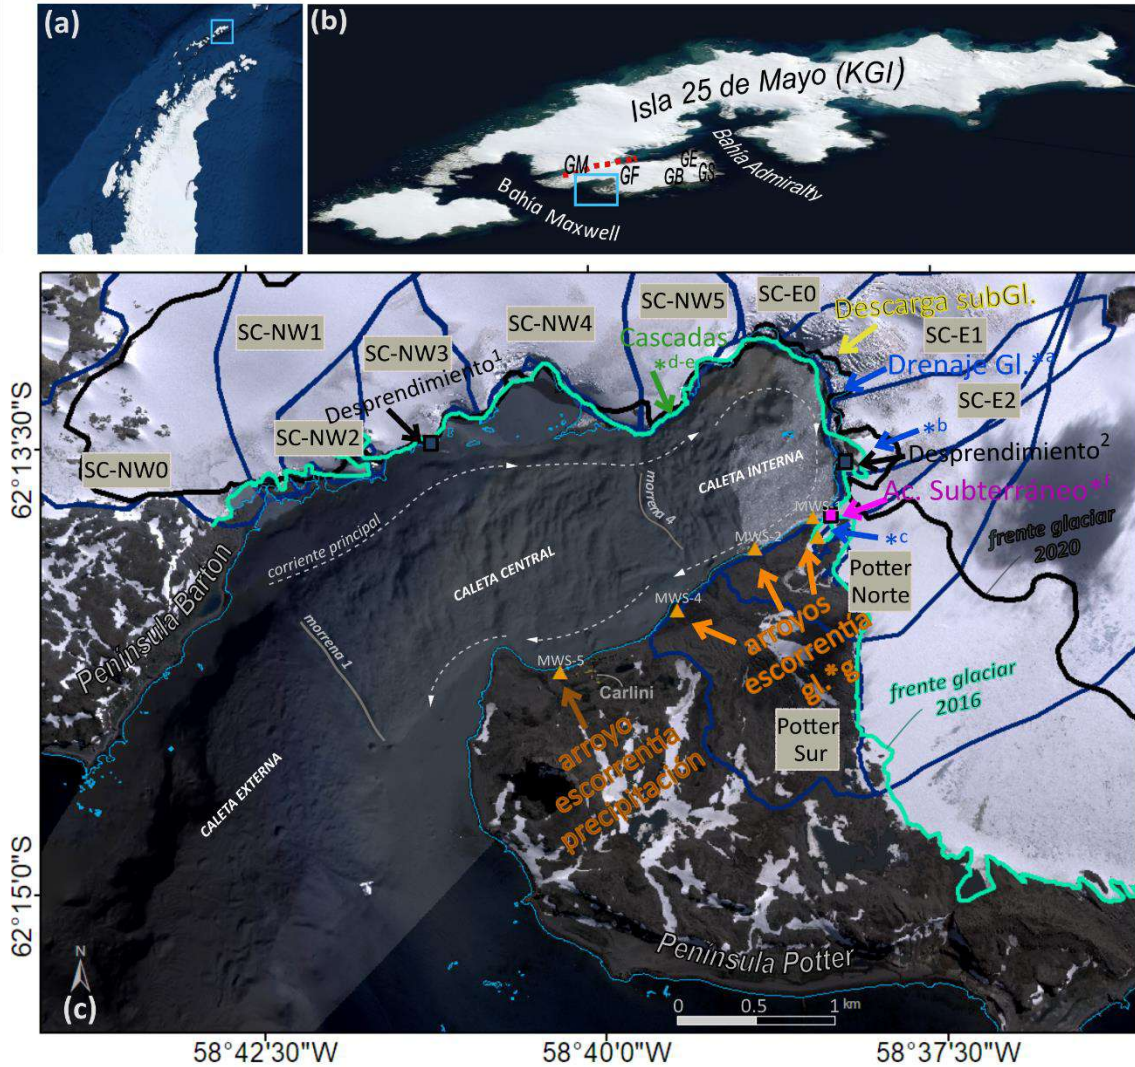 (a)
(b)
Isla 25 de Mayo (KGI)
Bahía Admiralty
Bahía Maxwell
GM
GF
GE
GB
GS
SC-E0
SC-NW5
SC-NW4
SC-NW1
SC-NW3
Descarga subGl.
SC-E1
Cascadas
*d-e
Drenaje Gl.*a
Desprendimiento1
SC-E2
SC-NW2
*b
SC-NW0
Desprendimiento2
CALETA INTERNA
morrena 4
Ac. Subterráneo*f
MWS-1
corriente principal
frente glaciar
2020
MWS-2
*c
CALETA CENTRAL
Potter
Norte
MWS-4
Península Barton
morrena 1
arroyos
escorrentía
gl.*g
MWS-5
Carlini
frente glaciar
2016
Potter
Sur
arroyo
escorrentía
precipitación
CALETA EXTERNA
Península Potter
N
(c)
0
1
km
62°13'30"S
62°15'0"S
58°42'30"W
58°40'0"W
58°37'30"W